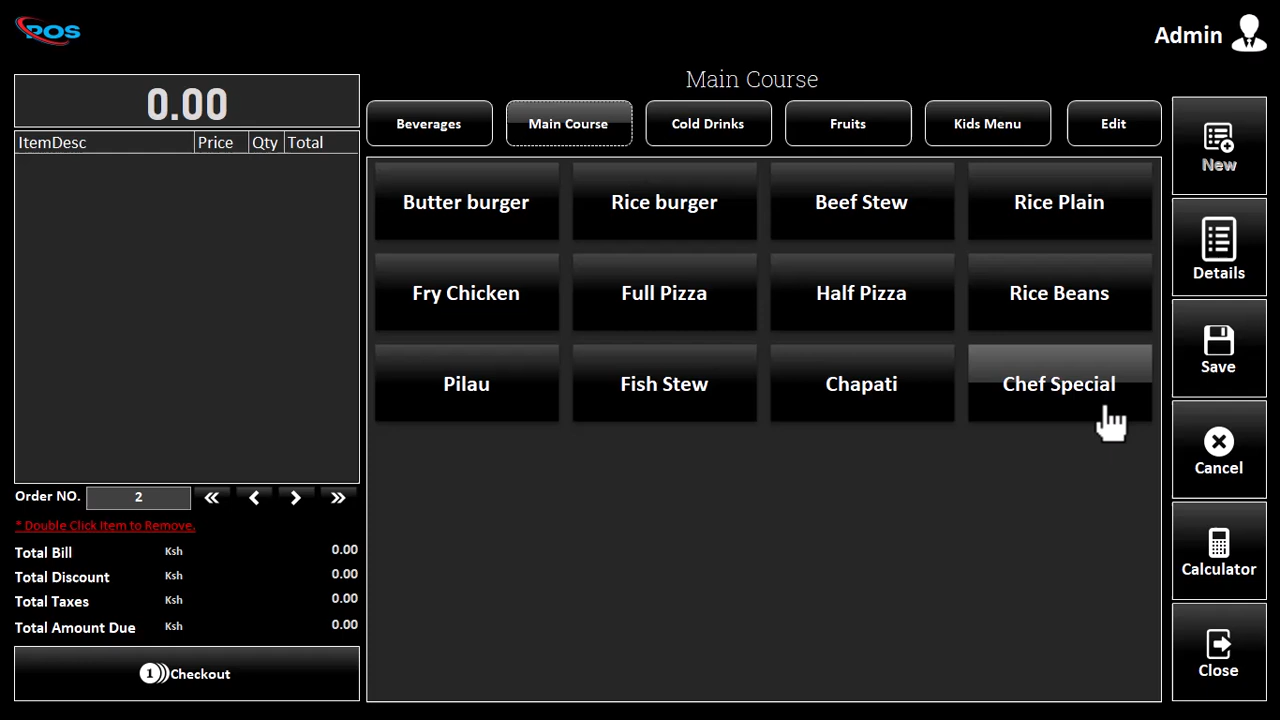 POS
Admin
0.00
ItemDesc Price Qty Total
Order NO. 2
* Double Click Item to Remove.
Total Bill Ksh 0.00
Total Discount Ksh 0.00
Total Taxes Ksh 0.00
Total Amount Due Ksh 0.00
1 Checkout
Main Course
Beverages Main Course Cold Drinks Fruits Kids Menu Edit
Butter burger Rice burger Beef Stew Rice Plain
Fry Chicken Full Pizza Half Pizza Rice Beans
Pilau Fish Stew Chapati Chef Special
New
Details
Save
Cancel
Calculator
Close